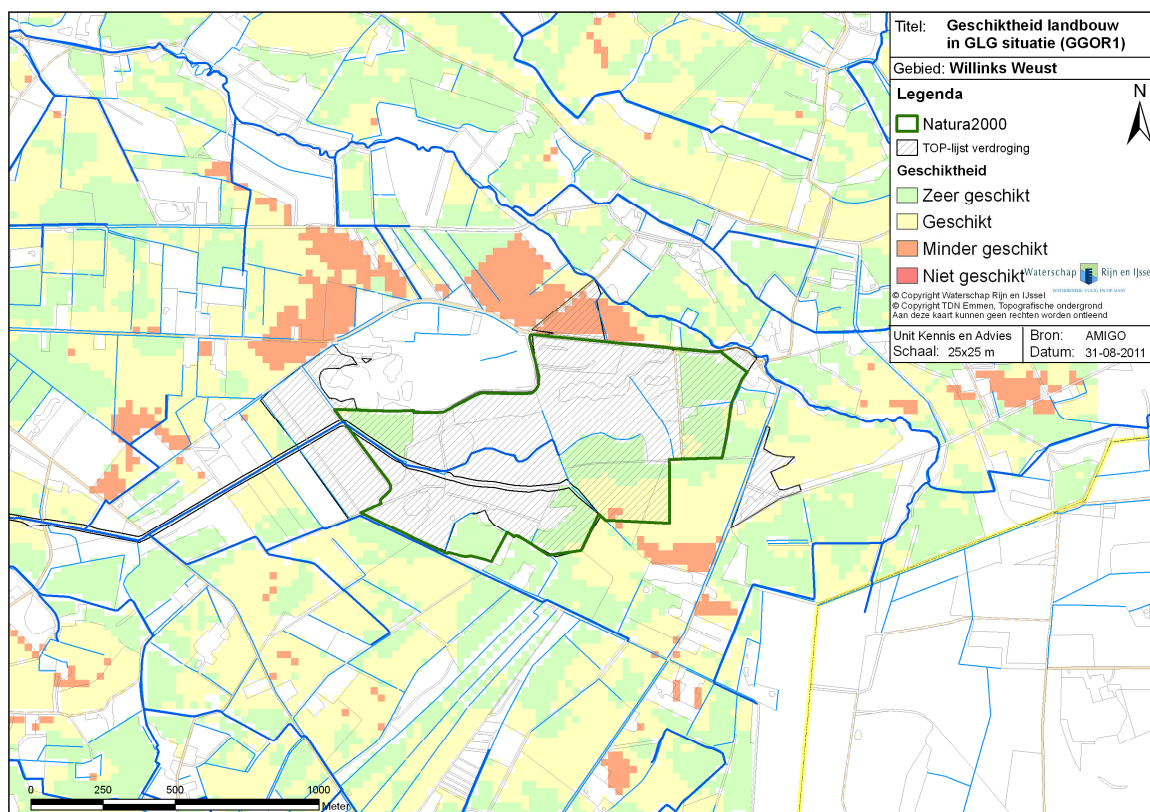 Titel: Geschiktheid landbouw
in GLG situatie (GGOR1)
Gebied: Willinks Weust
Legenda
N
Natura2000
TOP-lijst verdroging
Geschiktheid
Zeer geschikt
Geschikt
Minder geschikt
Niet geschikt
Waterschap Rijn en IJssel
© Copyright Waterschap Rijn en IJssel
© Copyright TDN Emmen, Topografische ondergrond
Aan deze kaart kunnen geen rechten worden ontleend
Unit Kennis en Advies
Schaal: 25x25 m
Bron: AMIGO
Datum: 31-08-2011
0 250 500 1000
Meter